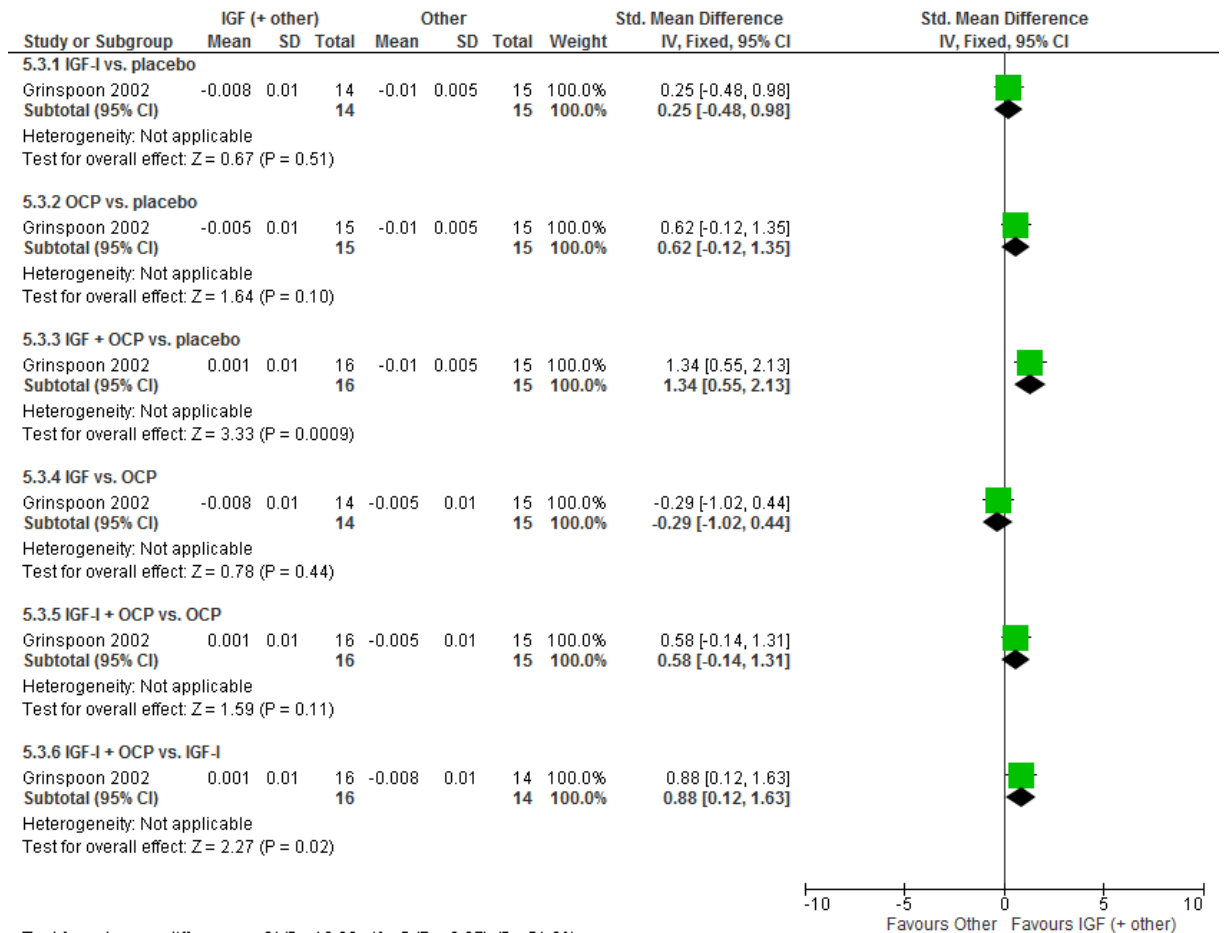 IGF (+ other) Other Std. Mean Difference Std. Mean Difference
Study or Subgroup Mean SD Total Mean SD Total Weight IV, Fixed, 95% CI IV, Fixed, 95% CI
5.3.1 IGF-I vs. placebo
Grinspoon 2002 -0.008 0.01 14 -0.01 0.005 15 100.0% 0.25 [-0.48, 0.98]
Subtotal (95% CI) 14 15 100.0% 0.25 [-0.48, 0.98]
Heterogeneity: Not applicable
Test for overall effect: Z = 0.67 (P = 0.51)
5.3.2 OCP vs. placebo
Grinspoon 2002 -0.005 0.01 15 -0.01 0.005 15 100.0% 0.62 [-0.12, 1.35]
Subtotal (95% CI) 15 15 100.0% 0.62 [-0.12, 1.35]
Heterogeneity: Not applicable
Test for overall effect: Z = 1.64 (P = 0.10)
5.3.3 IGF + OCP vs. placebo
Grinspoon 2002 0.001 0.01 16 -0.01 0.005 15 100.0% 1.34 [0.55, 2.13]
Subtotal (95% CI) 16 15 100.0% 1.34 [0.55, 2.13]
Heterogeneity: Not applicable
Test for overall effect: Z = 3.33 (P = 0.0009)
5.3.4 IGF vs. OCP
Grinspoon 2002 -0.008 0.01 14 -0.005 0.01 15 100.0% -0.29 [-1.02, 0.44]
Subtotal (95% CI) 14 15 100.0% -0.29 [-1.02, 0.44]
Heterogeneity: Not applicable
Test for overall effect: Z = 0.78 (P = 0.44)
5.3.5 IGF-I + OCP vs. OCP
Grinspoon 2002 0.001 0.01 16 -0.005 0.01 15 100.0% 0.58 [-0.14, 1.31]
Subtotal (95% CI) 16 15 100.0% 0.58 [-0.14, 1.31]
Heterogeneity: Not applicable
Test for overall effect: Z = 1.59 (P = 0.11)
5.3.6 IGF-I + OCP vs. IGF-I
Grinspoon 2002 0.001 0.01 16 -0.008 0.01 14 100.0% 0.88 [0.12, 1.63]
Subtotal (95% CI) 16 14 100.0% 0.88 [0.12, 1.63]
Heterogeneity: Not applicable
Test for overall effect: Z = 2.27 (P = 0.02)
-10 -5 0 5 10
Favours Other Favours IGF (+ other)